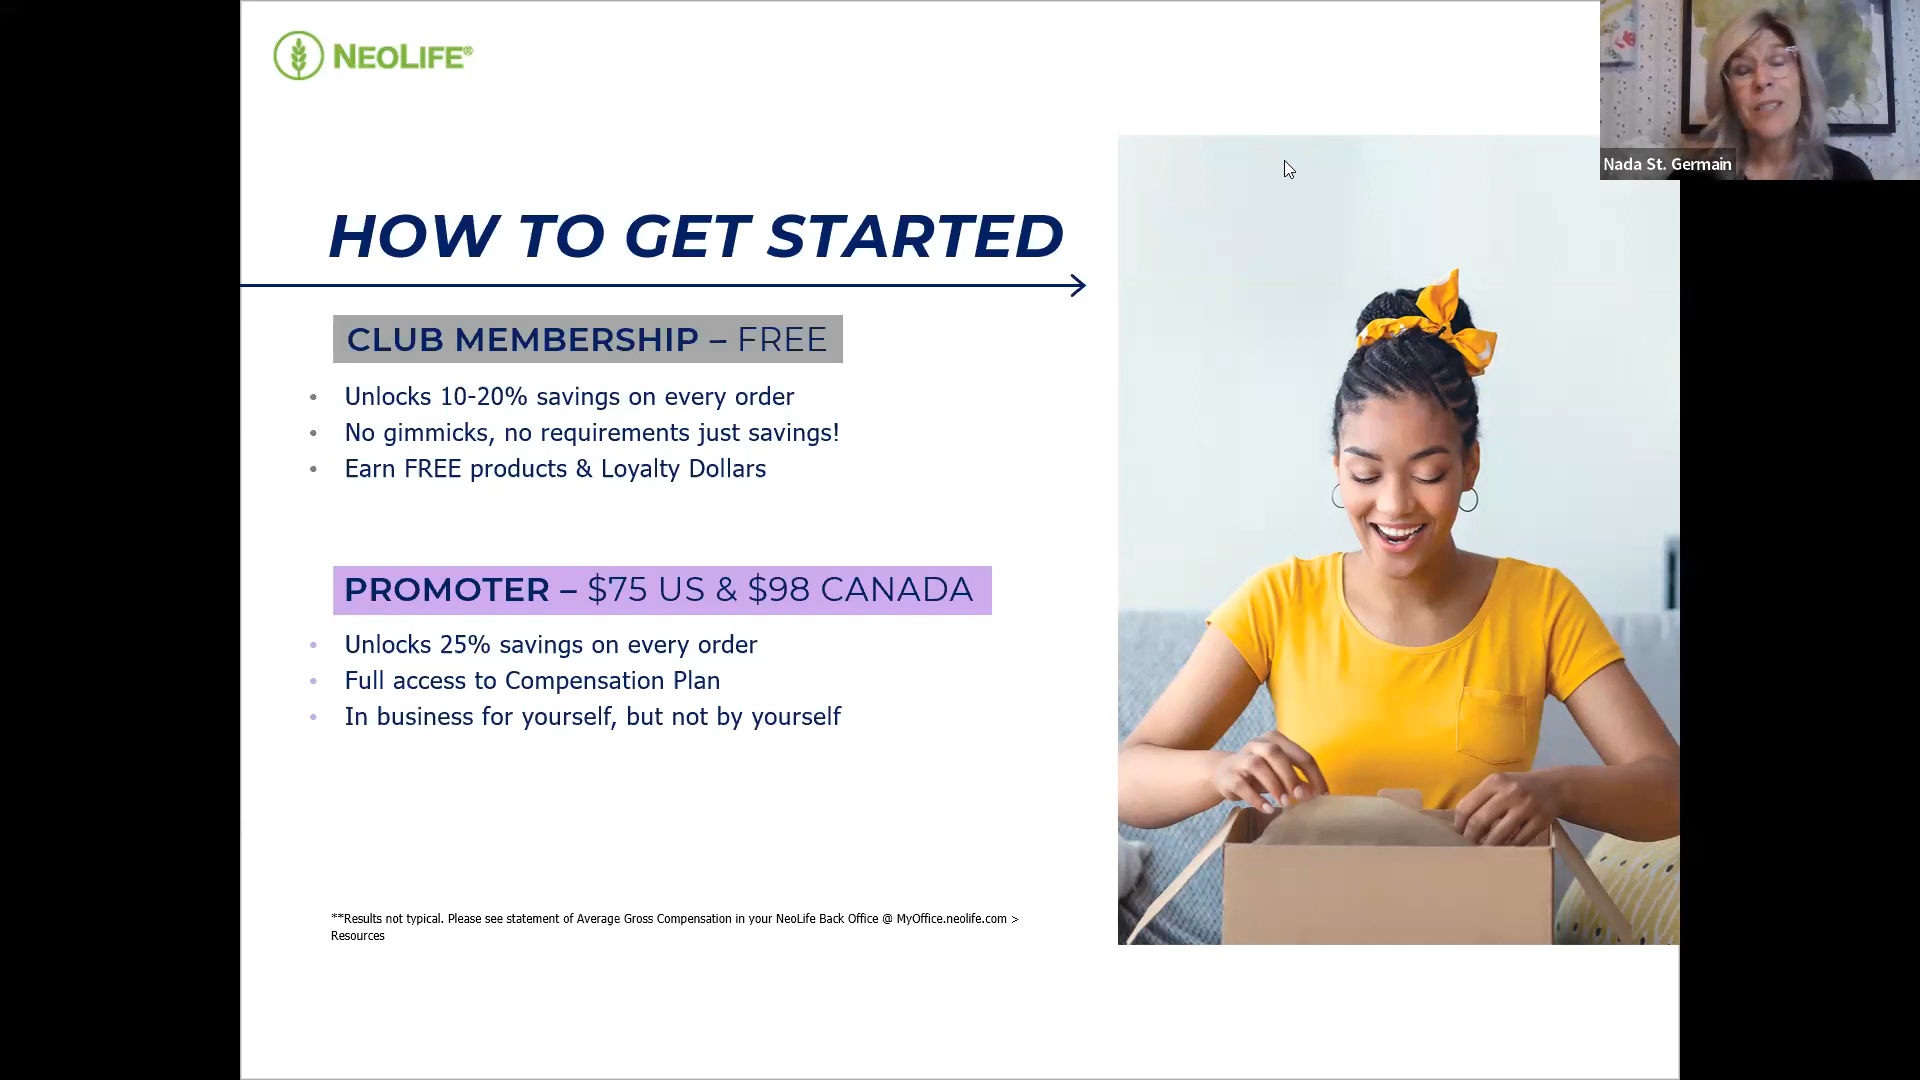 NEOLIFE®
Nada St. Germain
HOW TO GET STARTED
CLUB MEMBERSHIP – FREE
• Unlocks 10-20% savings on every order
• No gimmicks, no requirements just savings!
• Earn FREE products & Loyalty Dollars
PROMOTER – $75 US & $98 CANADA
• Unlocks 25% savings on every order
• Full access to Compensation Plan
• In business for yourself, but not by yourself
**Results not typical. Please see statement of Average Gross Compensation in your NeoLife Back Office @ MyOffice.neolife.com >
Resources